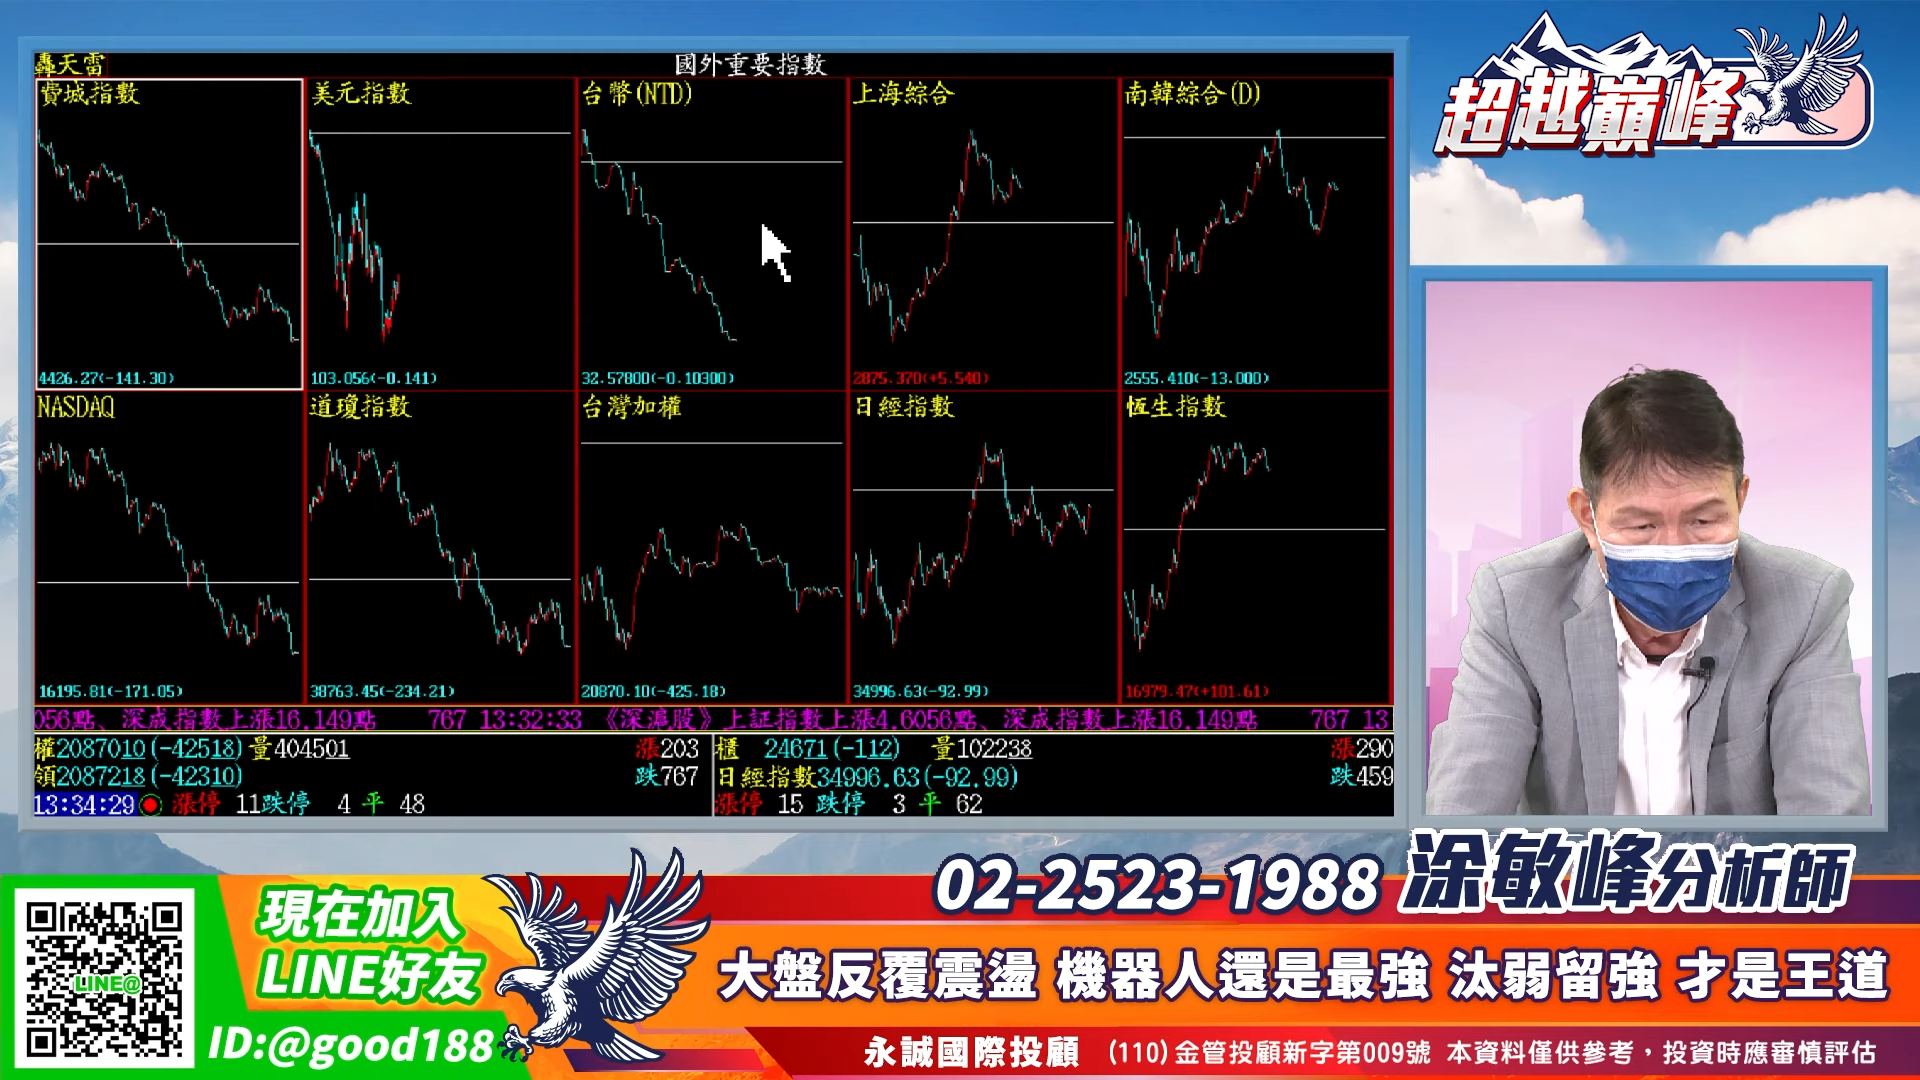 轟天雷
國外重要指數
費城指數
美元指數
台幣(NTD)
上海綜合
南韓綜合(D)
4426.27(-141.30)
103.056(-0.141)
32.57800(-0.10300)
2875.370(+5.540)
2555.410(-13.000)
NASDAQ
道瓊指數
台灣加權
日經指數
恆生指數
16195.81(-171.05)
38763.45(-234.21)
20870.10(-425.18)
34996.63(-92.99)
16979.47(+101.61)
056點、深成指數上漲16.149點 767 13:32:33 《深滬股》上証指數上漲4.6056點、深成指數上漲16.149點 767 13
權2087010(-42518)量404501 漲203
領2087218(-42310) 跌767
13:34:29 漲停 11跌停 4 平 48
櫃 24671(-112) 量102238 漲290
日經指數34996.63(-92.99) 跌459
漲停 15 跌停 3 平 62
超越巔峰
02-2523-1988 涂敏峰分析師
現在加入
LINE好友
LINE@
ID:@good188
大盤反覆震盪 機器人還是最強 汰弱留強 才是王道
永誠國際投顧 (110)金管投顧新字第009號 本資料僅供參考，投資時應審慎評估